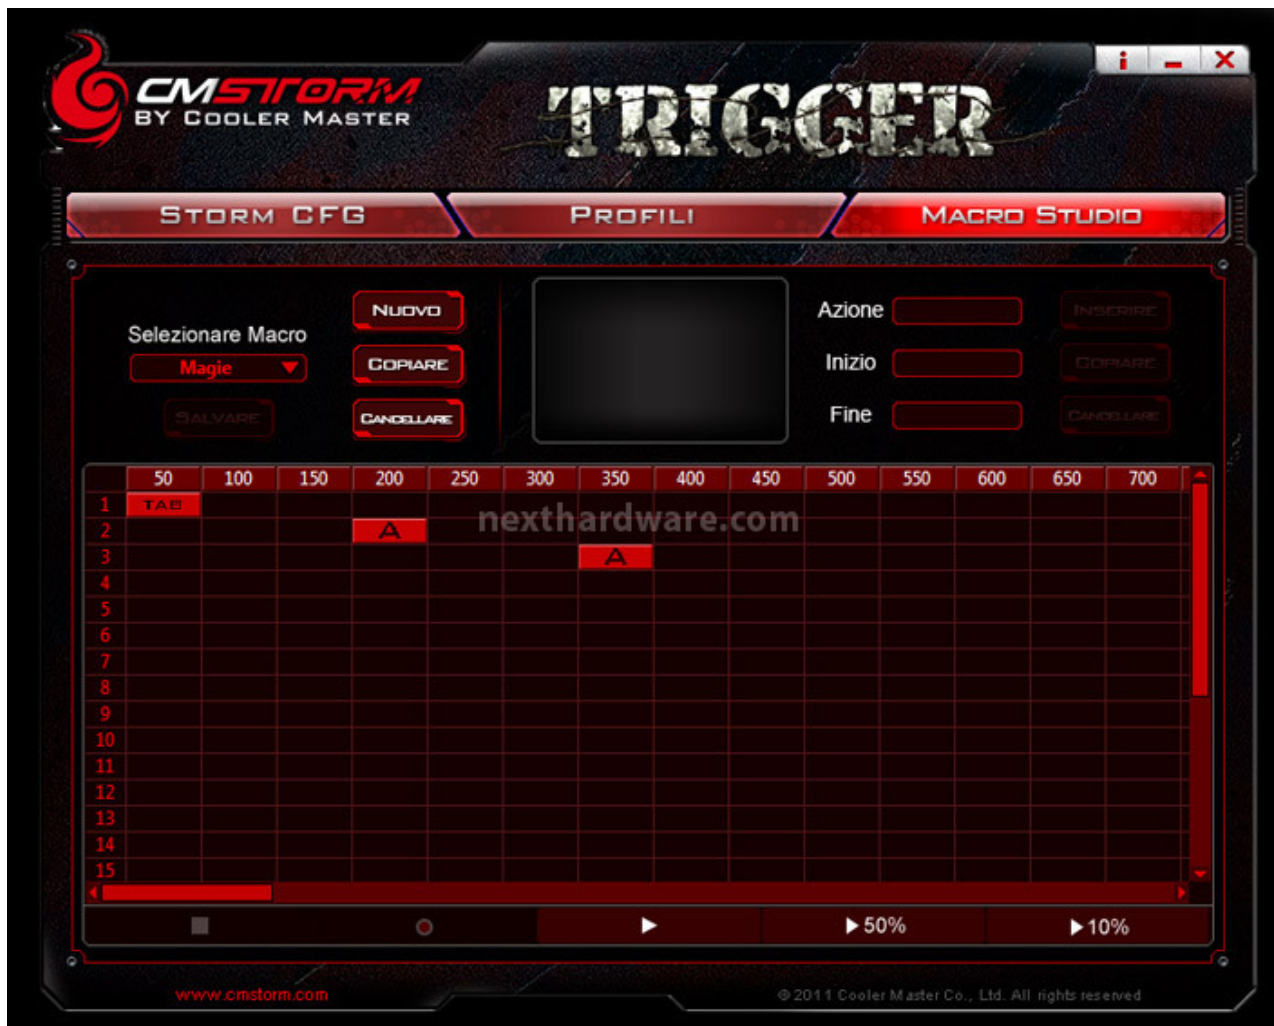 CMSTORM
BY COOLER MASTER
TRIGGER
i
STORM CFG
PROFILI
MACRO STUDIO
Selezionare Macro
Magie
SALVARE
NUOVO
COPIARE
CANCELLARE
Azione
Inizio
Fine
INSERIRE
COPIARE
CANCELLARE
50 100 150 200 250 300 350 400 450 500 550 600 650 700
1 TAB
2 A
nexthardware.com
3 A
4
5
6
7
8
9
10
11
12
13
14
15
50%
10%
www.cmstorm.com
©2011 Cooler Master Co., Ltd. All rights reserved